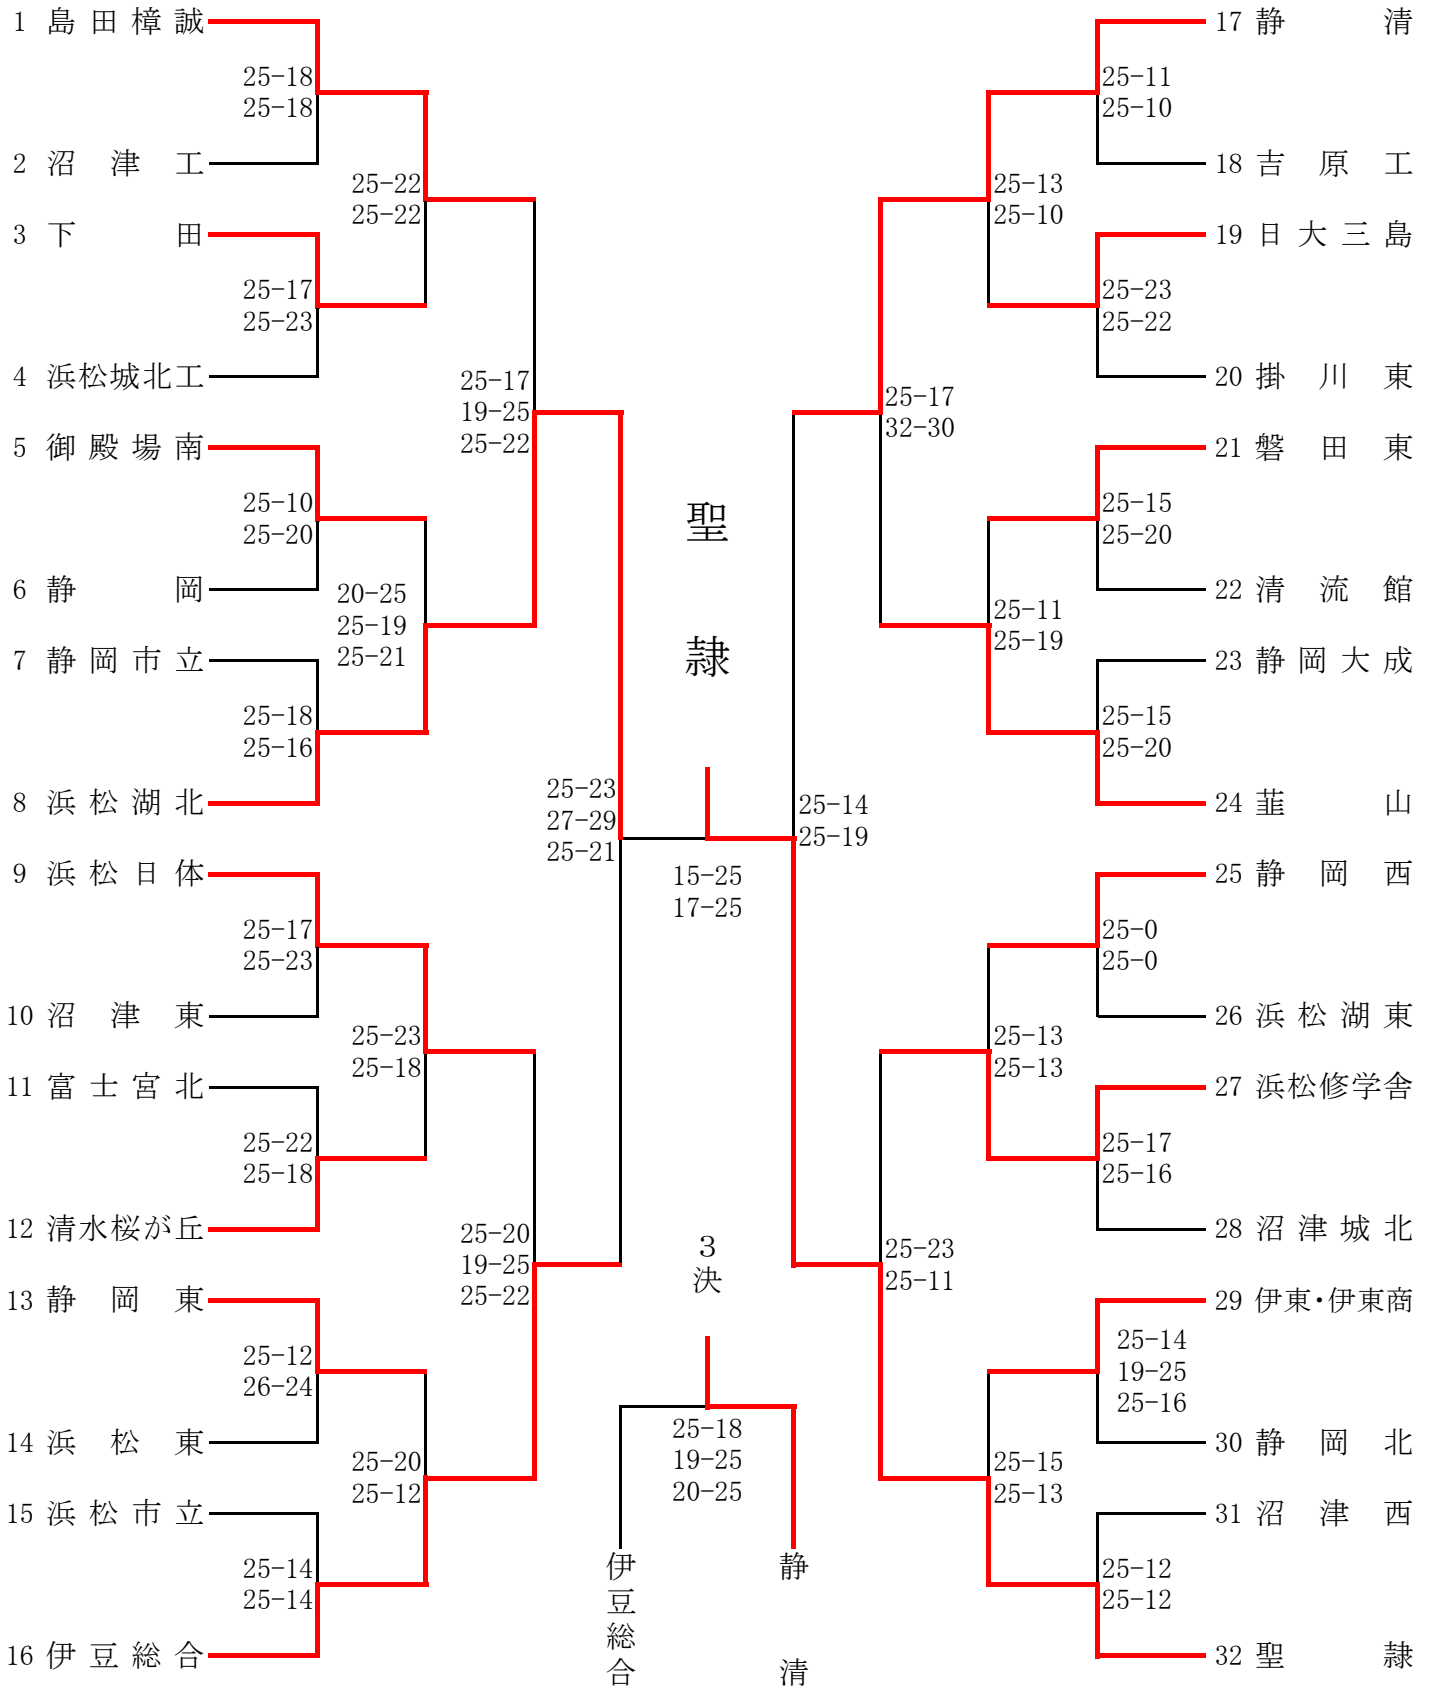 1 島田樟誠
25-18
25-18
2 沼津工
25-22
25-22
3 下田
25-17
25-23
4 浜松城北工
25-17
19-25
25-22
5 御殿場南
25-10
25-20
6 静岡
20-25
25-19
25-21
7 静岡市立
25-18
25-16
8 浜松湖北
25-23
27-29
25-21
9 浜松日体
25-17
25-23
10 沼津東
25-23
25-18
11 富士宮北
25-22
25-18
12 清水桜が丘
25-20
19-25
25-22
13 静岡東
25-12
26-24
14 浜松東
25-20
25-12
15 浜松市立
25-14
25-14
16 伊豆総合
聖隷
15-25
17-25
3決
25-18
19-25
20-25
伊豆総合
静清
17 静清
25-11
25-10
18 吉原工
25-13
25-10
19 日大三島
25-23
25-22
20 掛川東
25-17
32-30
21 磐田東
25-15
25-20
22 清流館
25-11
25-19
23 静岡大成
25-15
25-20
24 韮山
25-14
25-19
25 静岡西
25-0
25-0
26 浜松湖東
25-13
25-13
27 浜松修学舎
25-17
25-16
28 沼津城北
25-23
25-11
29 伊東・伊東商
25-14
19-25
25-16
30 静岡北
25-15
25-13
31 沼津西
25-12
25-12
32 聖隷